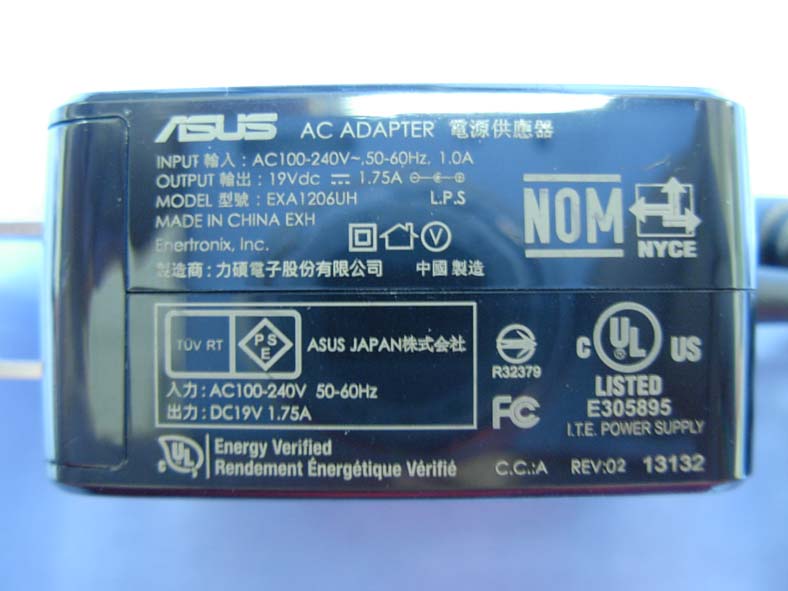 ASUS AC ADAPTER 電源供應器
INPUT 輸入 : AC100-240V~.50-60Hz. 1.0A
OUTPUT 輸出 : 19Vdc 1.75A
MODEL 型號 : EXA1206UH L.P.S
MADE IN CHINA EXH
Enertronix, Inc.
製造商 : 力碩電子股份有限公司 中國 製造
V
NOM
NYCE
TÜV RT
PS
E
ASUS JAPAN株式会社
入力 : AC100-240V 50-60Hz
出力 : DC19V 1.75A
R32379
FC
C UL US
LISTED
E305895
I.T.E. POWER SUPPLY
C UL
Energy Verified
Rendement Énergétique Vérifié
C.C.:A REV:02 13132